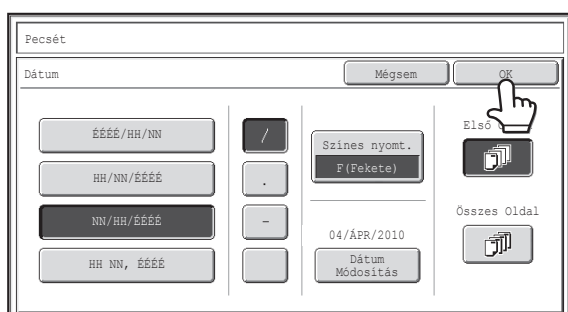 Pecsét
Dátum
Mégsem
OK
ÉÉÉÉ/HH/NN
HH/NN/ÉÉÉÉ
NN/HH/ÉÉÉÉ
HH NN, ÉÉÉÉ
/
.
-
Színes nyomt.
F(Fekete)
04/ÁPR/2010
Dátum
Módosítás
Első
Összes Oldal